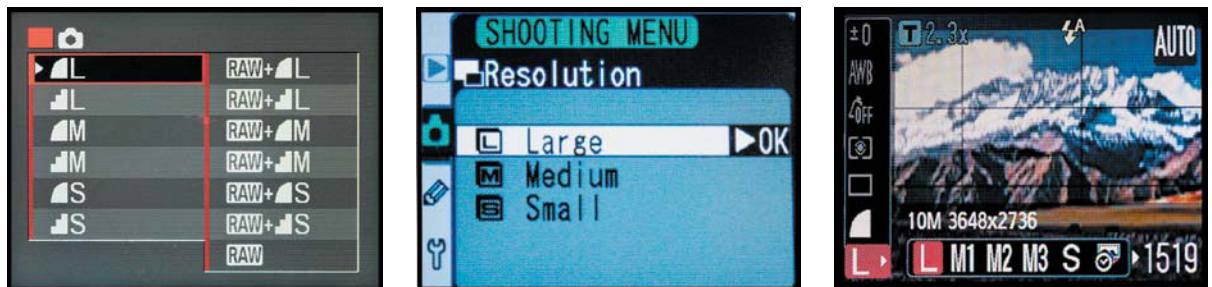 L RAW+L
L RAW+L
M RAW+M
M RAW+M
S RAW+S
S RAW+S
RAW
SHOOTING MENU
Resolution
L Large ▶OK
M Medium
S Small
±0 T 2.3x A AUTO
AWB
OFF
10M 3648x2736
L L M1 M2 M3 S 1519